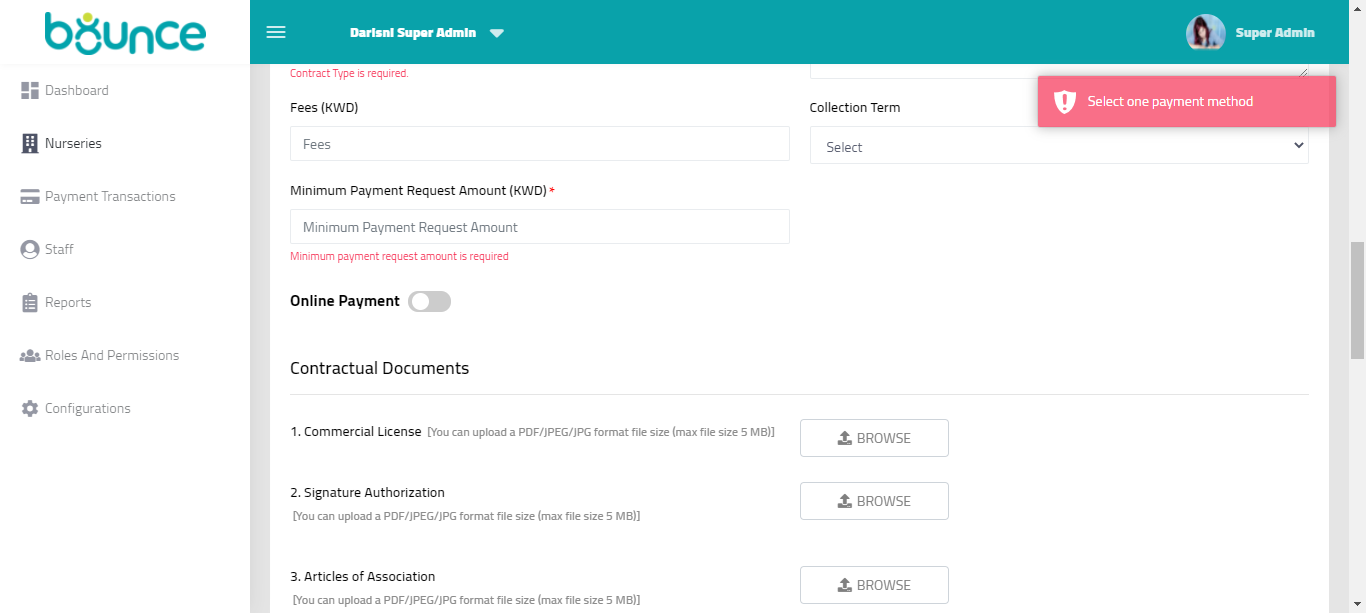 bounce
Darisni Super Admin
Super Admin
Dashboard
Nurseries
Payment Transactions
Staff
Reports
Roles And Permissions
Configurations
Contract Type is required.
Select one payment method
Fees (KWD)
Collection Term
Fees
Select
Minimum Payment Request Amount (KWD)*
Minimum Payment Request Amount
Minimum payment request amount is required
Online Payment
Contractual Documents
1. Commercial License [You can upload a PDF/JPEG/JPG format file size (max file size 5 MB)]
BROWSE
2. Signature Authorization
[You can upload a PDF/JPEG/JPG format file size (max file size 5 MB)]
BROWSE
3. Articles of Association
[You can upload a PDF/JPEG/JPG format file size (max file size 5 MB)]
BROWSE